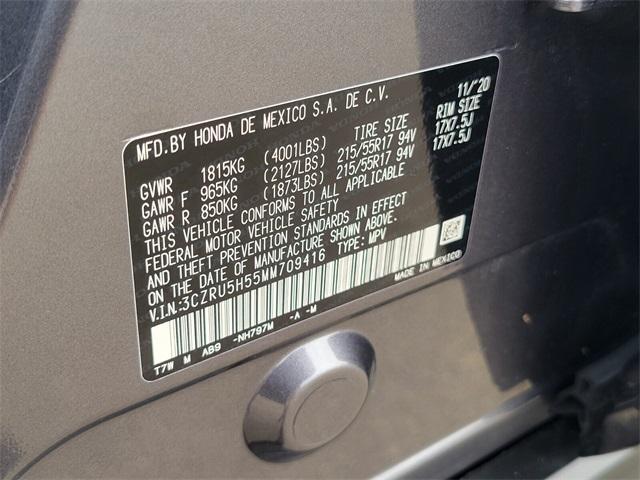 MFD.BY HONDA DE MEXICO S.A. DE C.V. 11/'20
TIRE SIZE RIM SIZE
GVWR 1815KG (4001LBS)
GAWR F 965KG (2127LBS) 215/55R17 94V 17X7.5J
GAWR R 850KG (1873LBS) 215/55R17 94V 17X7.5J
THIS VEHICLE CONFORMS TO ALL APPLICABLE
FEDERAL MOTOR VEHICLE SAFETY
AND THEFT PREVENTION STANDARDS IN EFFECT
ON THE DATE OF MANUFACTURE SHOWN ABOVE.
V.I.N:3CZRU5H55MM709416 TYPE: MPV
MADE IN MEXICO
T7W M AB9 -NH797M -A -M